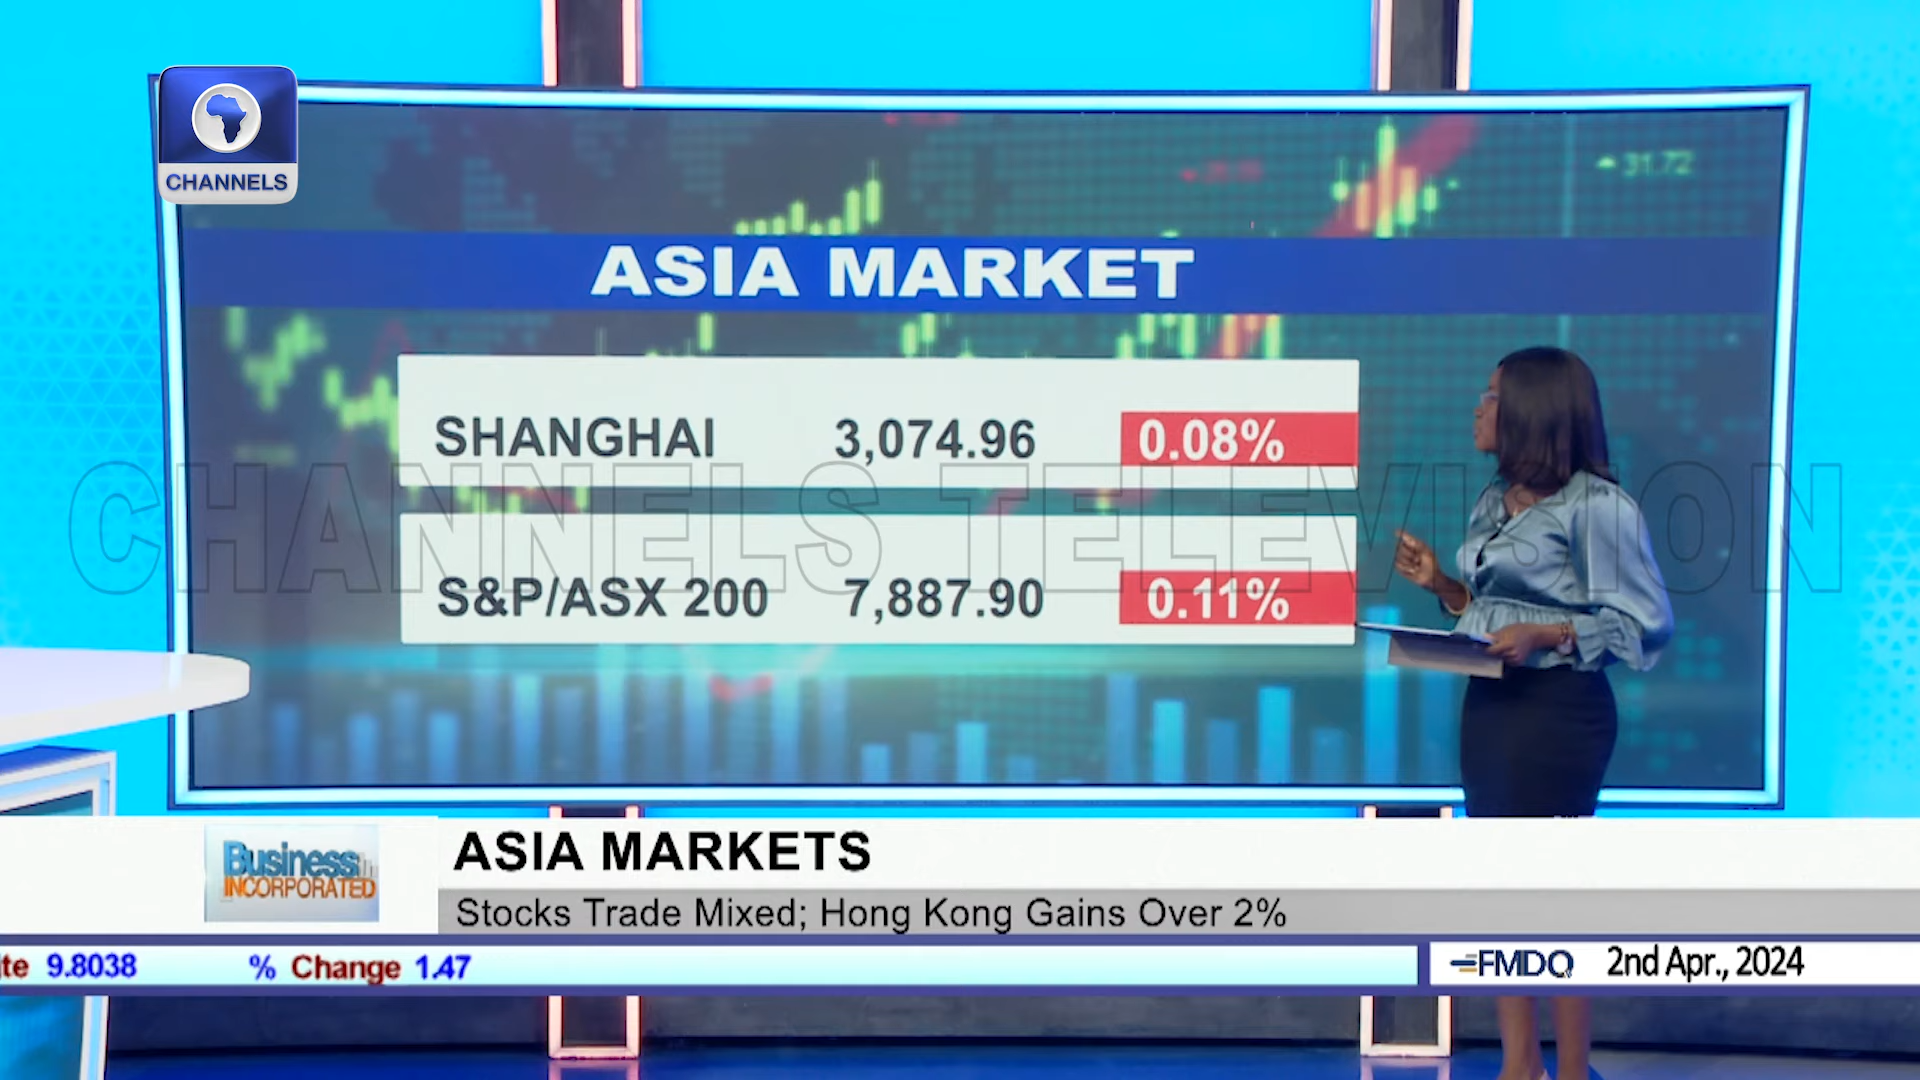 CHANNELS
31.72
ASIA MARKET
SHANGHAI 3,074.96 0.08%
CHANNELS TELEVISION
S&P/ASX 200 7,887.90 0.11%
Business
INCORPORATED
ASIA MARKETS
Stocks Trade Mixed; Hong Kong Gains Over 2%
te 9.8038 % Change 1.47
FMDQ 2nd Apr., 2024